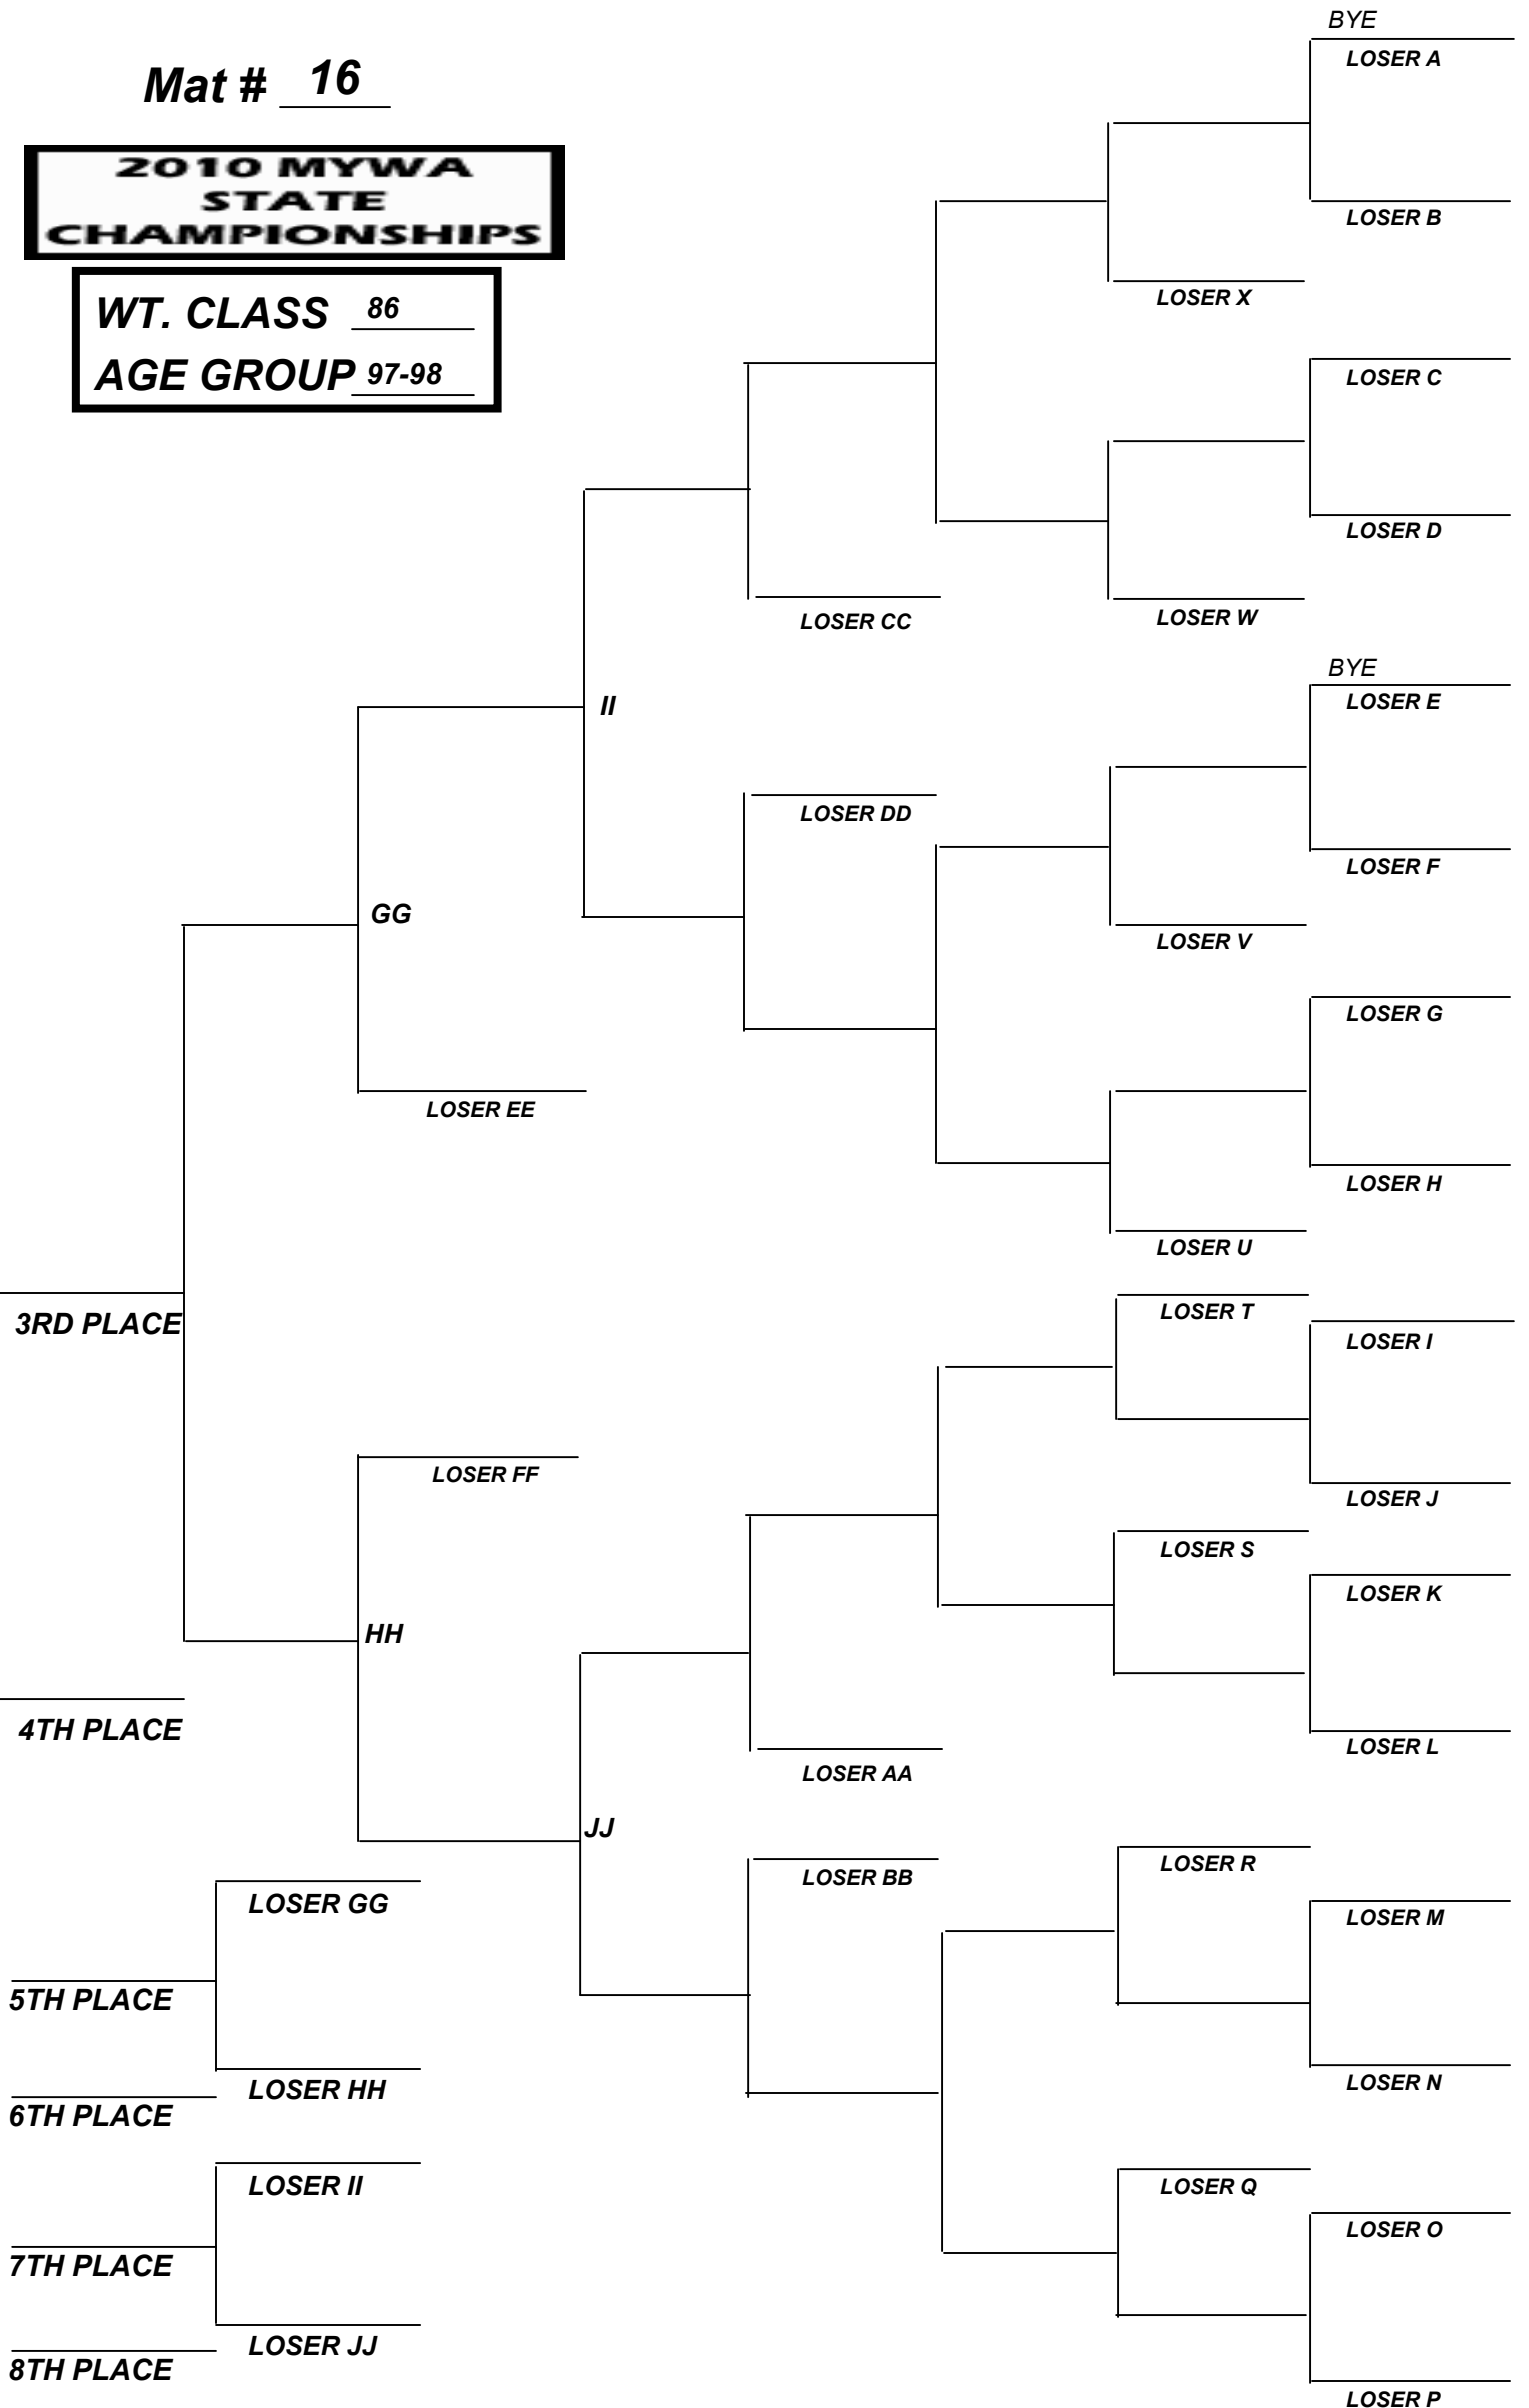 Mat # 16
2010 MYWA
STATE
CHAMPIONSHIPS
WT. CLASS 86
AGE GROUP 97-98
BYE
LOSER A
LOSER B
LOSER X
LOSER C
LOSER D
LOSER W
LOSER CC
BYE
LOSER E
II
LOSER DD
LOSER F
GG
LOSER V
LOSER G
LOSER EE
LOSER H
LOSER U
LOSER T
3RD PLACE
LOSER I
LOSER FF
LOSER J
LOSER S
LOSER K
HH
4TH PLACE
LOSER L
LOSER AA
JJ
LOSER R
LOSER BB
LOSER GG
LOSER M
5TH PLACE
LOSER N
LOSER HH
6TH PLACE
LOSER II
LOSER Q
LOSER O
7TH PLACE
LOSER JJ
8TH PLACE
LOSER P